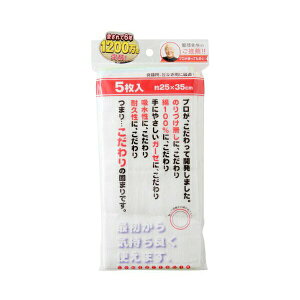 1200万
5枚入 約25×35cm
プロが、こだわって開発しました。
のりつけ無しに、こだわり
綿100%に、こだわり
手にやさしいガーゼに、こだわり
吸水性に、こだわり
耐久性に、こだわり
つまり…こだわりの固まりです。
最初から
気持ち良く
使えます。